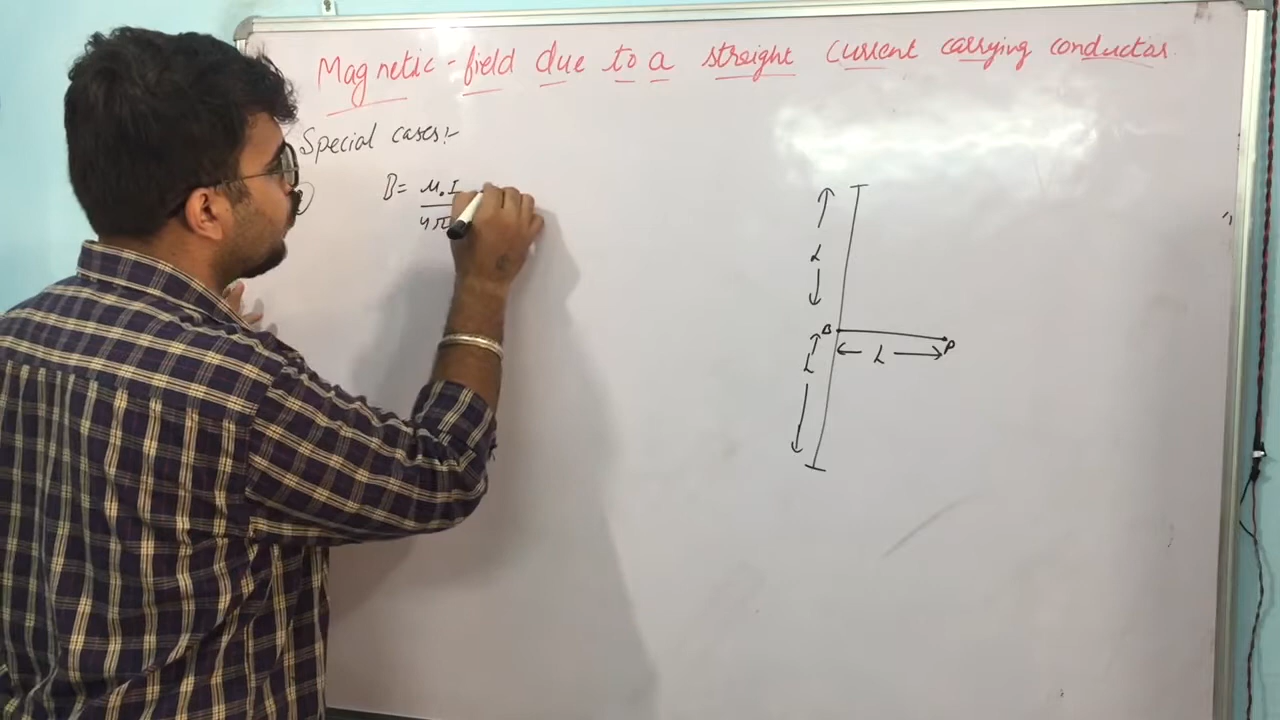 Magnetic-field due to a straight current carrying conductor.
Special cases:-
B = μ₀I
4π
L
B
L
L
P